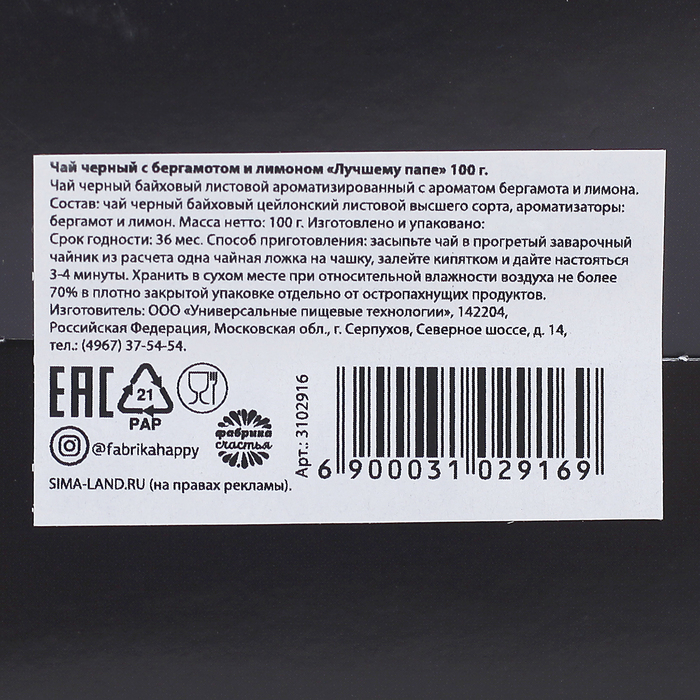 Чай черный с бергамотом и лимоном «Лучшему папе» 100 г.
Чай черный байховый листовой ароматизированный с ароматом бергамота и лимона.
Состав: чай черный байховый цейлонский листовой высшего сорта, ароматизаторы:
бергамот и лимон. Масса нетто: 100 г. Изготовлено и упаковано:
Срок годности: 36 мес. Способ приготовления: засыпьте чай в прогретый заварочный
чайник из расчета одна чайная ложка на чашку, залейте кипятком и дайте настояться
3-4 минуты. Хранить в сухом месте при относительной влажности воздуха не более
70% в плотно закрытой упаковке отдельно от остропахнущих продуктов.
Изготовитель: ООО «Универсальные пищевые технологии», 142204,
Российская Федерация, Московская обл., г. Серпухов, Северное шоссе, д. 14,
тел.: (4967) 37-54-54.
EAC
21
PAP
@fabrikahappy
фабрика
счастья
SIMA-LAND.RU (на правах рекламы).
Арт.: 3102916
6 900031 029169